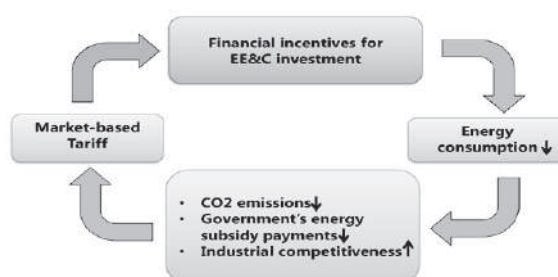 Financial incentives for
EE&C investment
Market-based
Tariff
Energy
consumption↓
• CO2 emissions↓
• Government's energy
subsidy payments↓
• Industrial competitiveness↑